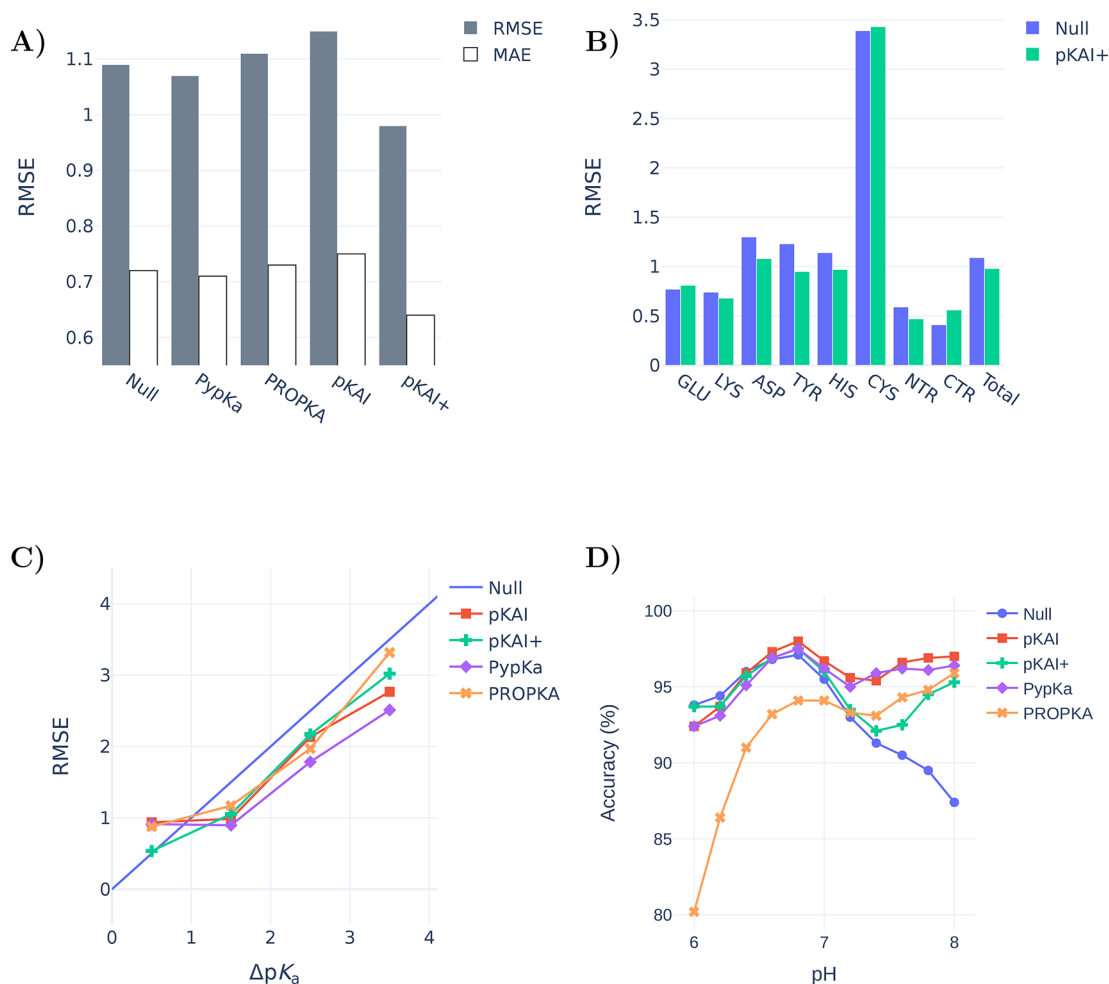 A)
RMSE
MAE
1.1
1
0.9
0.8
0.7
0.6
RMSE
Null
PypKa
PROPKA
pKAI
pKAI+
B)
Null
pKAI+
3.5
3
2.5
2
1.5
1
0.5
0
RMSE
GLU
LYS
ASP
TYR
HIS
CYS
NTR
CTR
Total
C)
Null
pKAI
pKAI+
PypKa
PROPKA
4
3
2
1
0
RMSE
0 1 2 3 4
ΔpKa
D)
Null
pKAI
pKAI+
PypKa
PROPKA
100
95
90
85
80
Accuracy (%)
6 7 8
pH